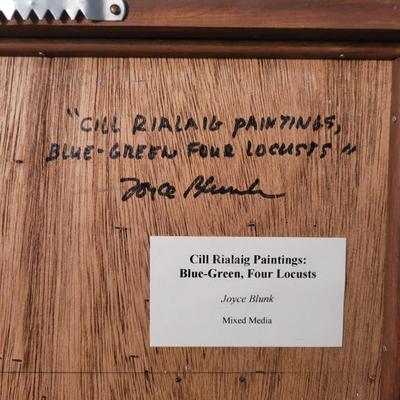 "CILL RIALAIG PAINTINGS,
BLUE-GREEN FOUR LOCUSTS"
Joyce Blunk
Cill Rialaig Paintings:
Blue-Green, Four Locusts
Joyce Blunk
Mixed Media